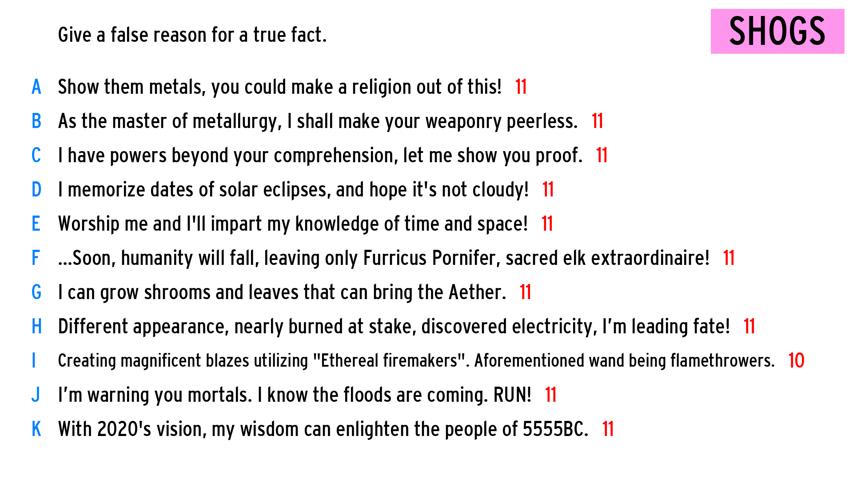 Give a false reason for a true fact.
SHOGS
A Show them metals, you could make a religion out of this! 11
B As the master of metallurgy, I shall make your weaponry peerless. 11
C I have powers beyond your comprehension, let me show you proof. 11
D I memorize dates of solar eclipses, and hope it's not cloudy! 11
E Worship me and I'll impart my knowledge of time and space! 11
F ...Soon, humanity will fall, leaving only Furricus Pornifer, sacred elk extraordinaire! 11
G I can grow shrooms and leaves that can bring the Aether. 11
H Different appearance, nearly burned at stake, discovered electricity, I’m leading fate! 11
I Creating magnificent blazes utilizing "Ethereal firemakers". Aforementioned wand being flamethrowers. 10
J I’m warning you mortals. I know the floods are coming. RUN! 11
K With 2020's vision, my wisdom can enlighten the people of 5555BC. 11